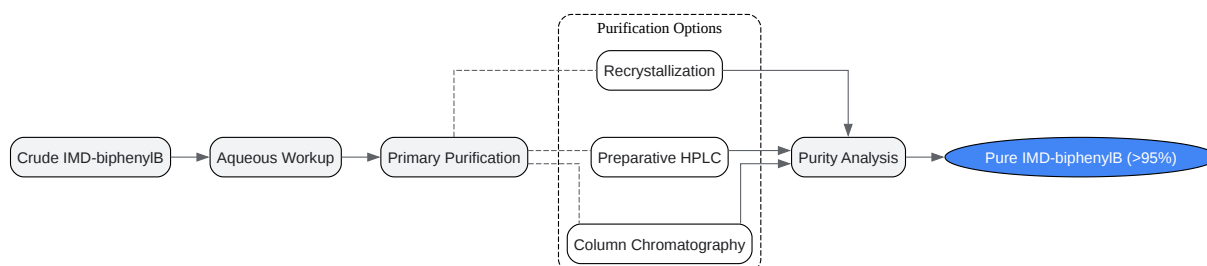 Purification Options
Recrystallization
Crude IMD-biphenylB
Aqueous Workup
Primary Purification
Preparative HPLC
Purity Analysis
Pure IMD-biphenylB (>95%)
Column Chromatography